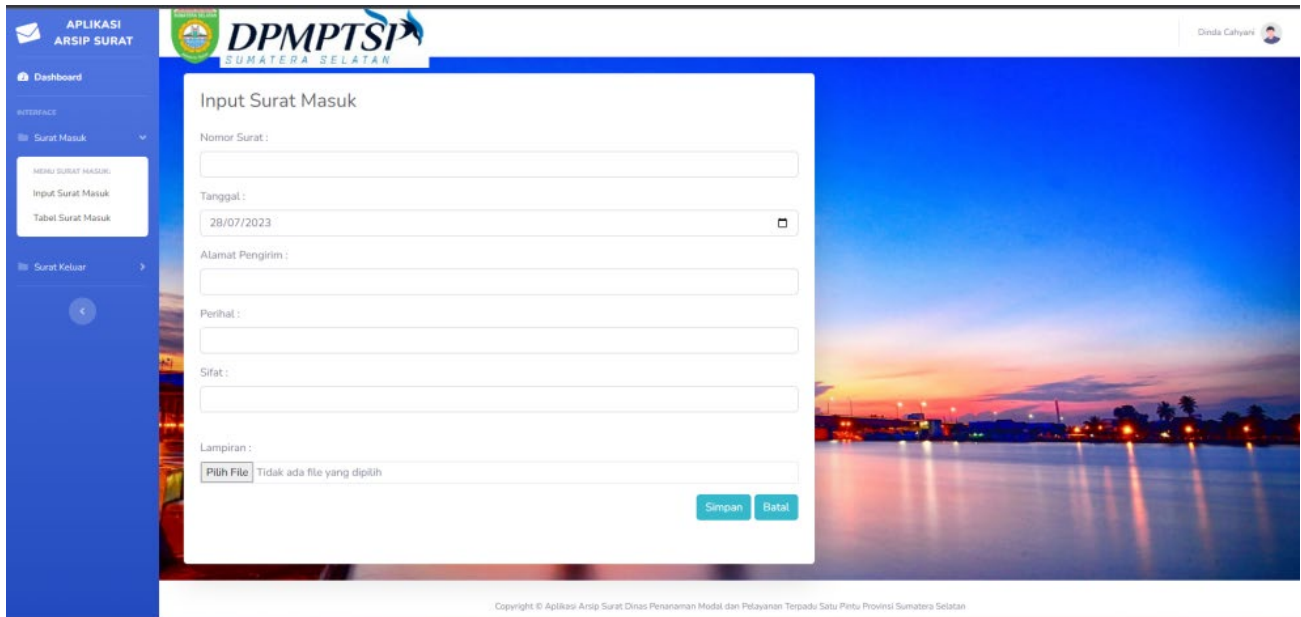 APLIKASI
ARSIP SURAT
Dashboard
INTERFACE
Surat Masuk
MENU SURAT MASUK:
Input Surat Masuk
Tabel Surat Masuk
Surat Keluar
SUMATERA SELATAN
DPMPTSP
SUMATERA SELATAN
Dinda Cahyani
Input Surat Masuk
Nomor Surat :
Tanggal :
28/07/2023
Alamat Pengirim :
Perihal :
Sifat :
Lampiran :
Pilih File Tidak ada file yang dipilih
Simpan Batal
Copyright © Aplikasi Arsip Surat Dinas Penanaman Modal dan Pelayanan Terpadu Satu Pintu Provinsi Sumatera Selatan